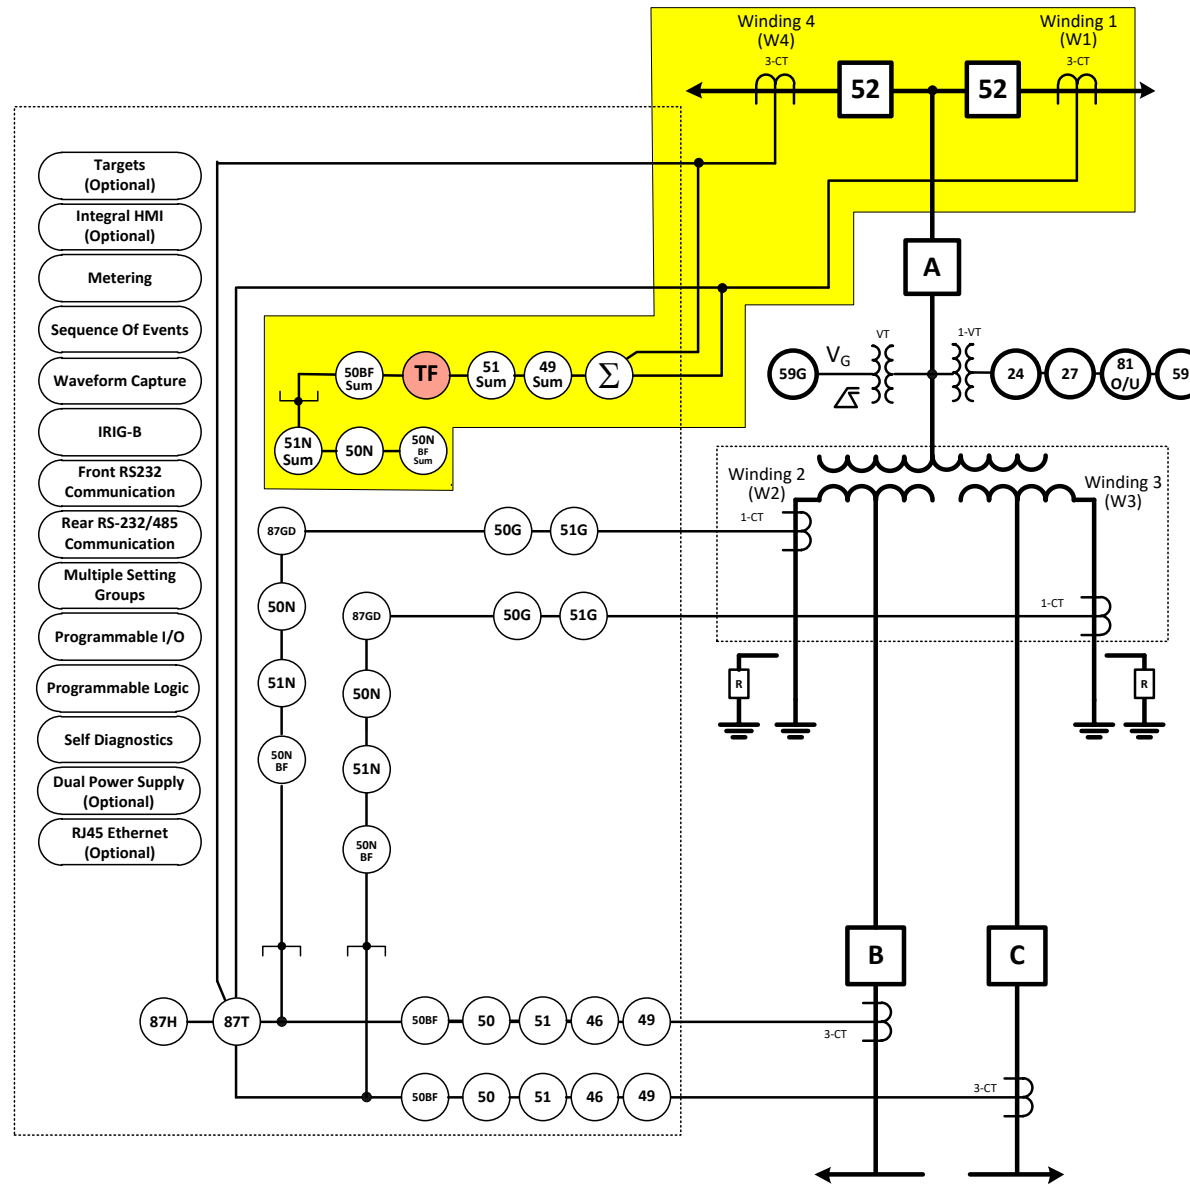 Winding 4
(W4)
3-CT
Winding 1
(W1)
3-CT
52
52
Targets
(Optional)
Integral HMI
(Optional)
Metering
Sequence Of Events
Waveform Capture
IRIG-B
Front RS232
Communication
Rear RS-232/485
Communication
Multiple Setting
Groups
Programmable I/O
Programmable Logic
Self Diagnostics
Dual Power Supply
(Optional)
RJ45 Ethernet
(Optional)
A
50BF
Sum
TF
51
Sum
49
Sum
Σ
51N
Sum
50N
50N
BF
Sum
59G
VG
VT
1-VT
24
27
81
O/U
59
Winding 2
(W2)
Winding 3
(W3)
87GD
50G
51G
1-CT
50N
87GD
50G
51G
1-CT
51N
50N
R
R
50N
BF
51N
50N
BF
B
C
87H
87T
50BF
50
51
46
49
3-CT
50BF
50
51
46
49
3-CT